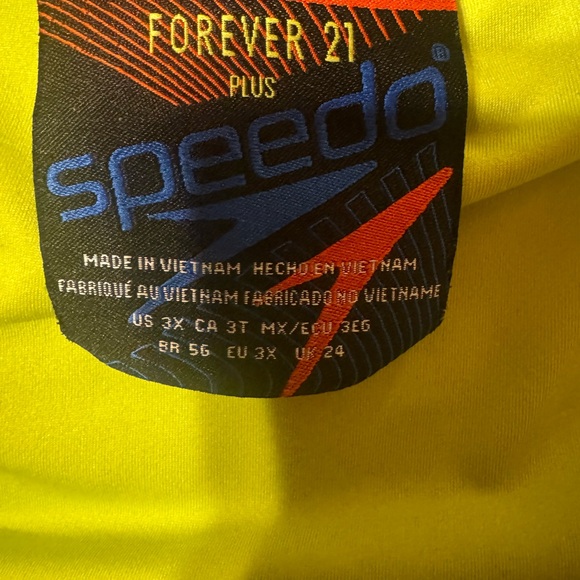 FOREVER 21
PLUS
speedo®
MADE IN VIETNAM HECHO EN VIETNAM
FABRIQUÉ AU VIETNAM FABRICADO NO VIETNAME
US 3X CA 3T MX/ECU 3EG
BR 56 EU 3X UK 24